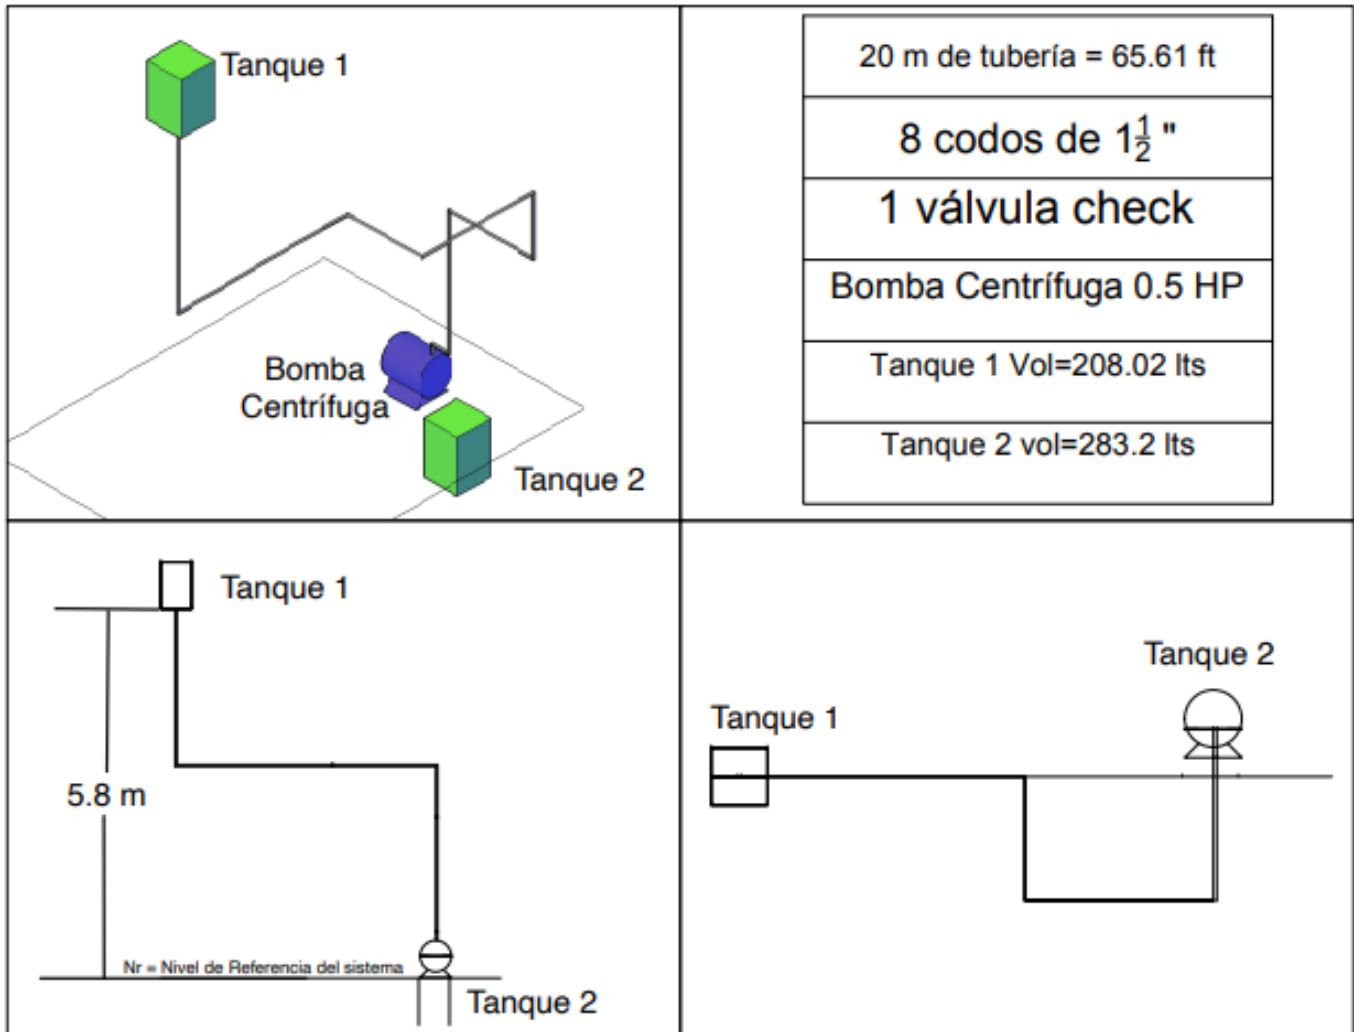 Tanque 1
Bomba
Centrífuga
Tanque 2
20 m de tubería = 65.61 ft
8 codos de 1 1/2 "
1 válvula check
Bomba Centrífuga 0.5 HP
Tanque 1 Vol=208.02 lts
Tanque 2 vol=283.2 lts
Tanque 1
5.8 m
Nr = Nivel de Referencia del sistema
Tanque 2
Tanque 2
Tanque 1